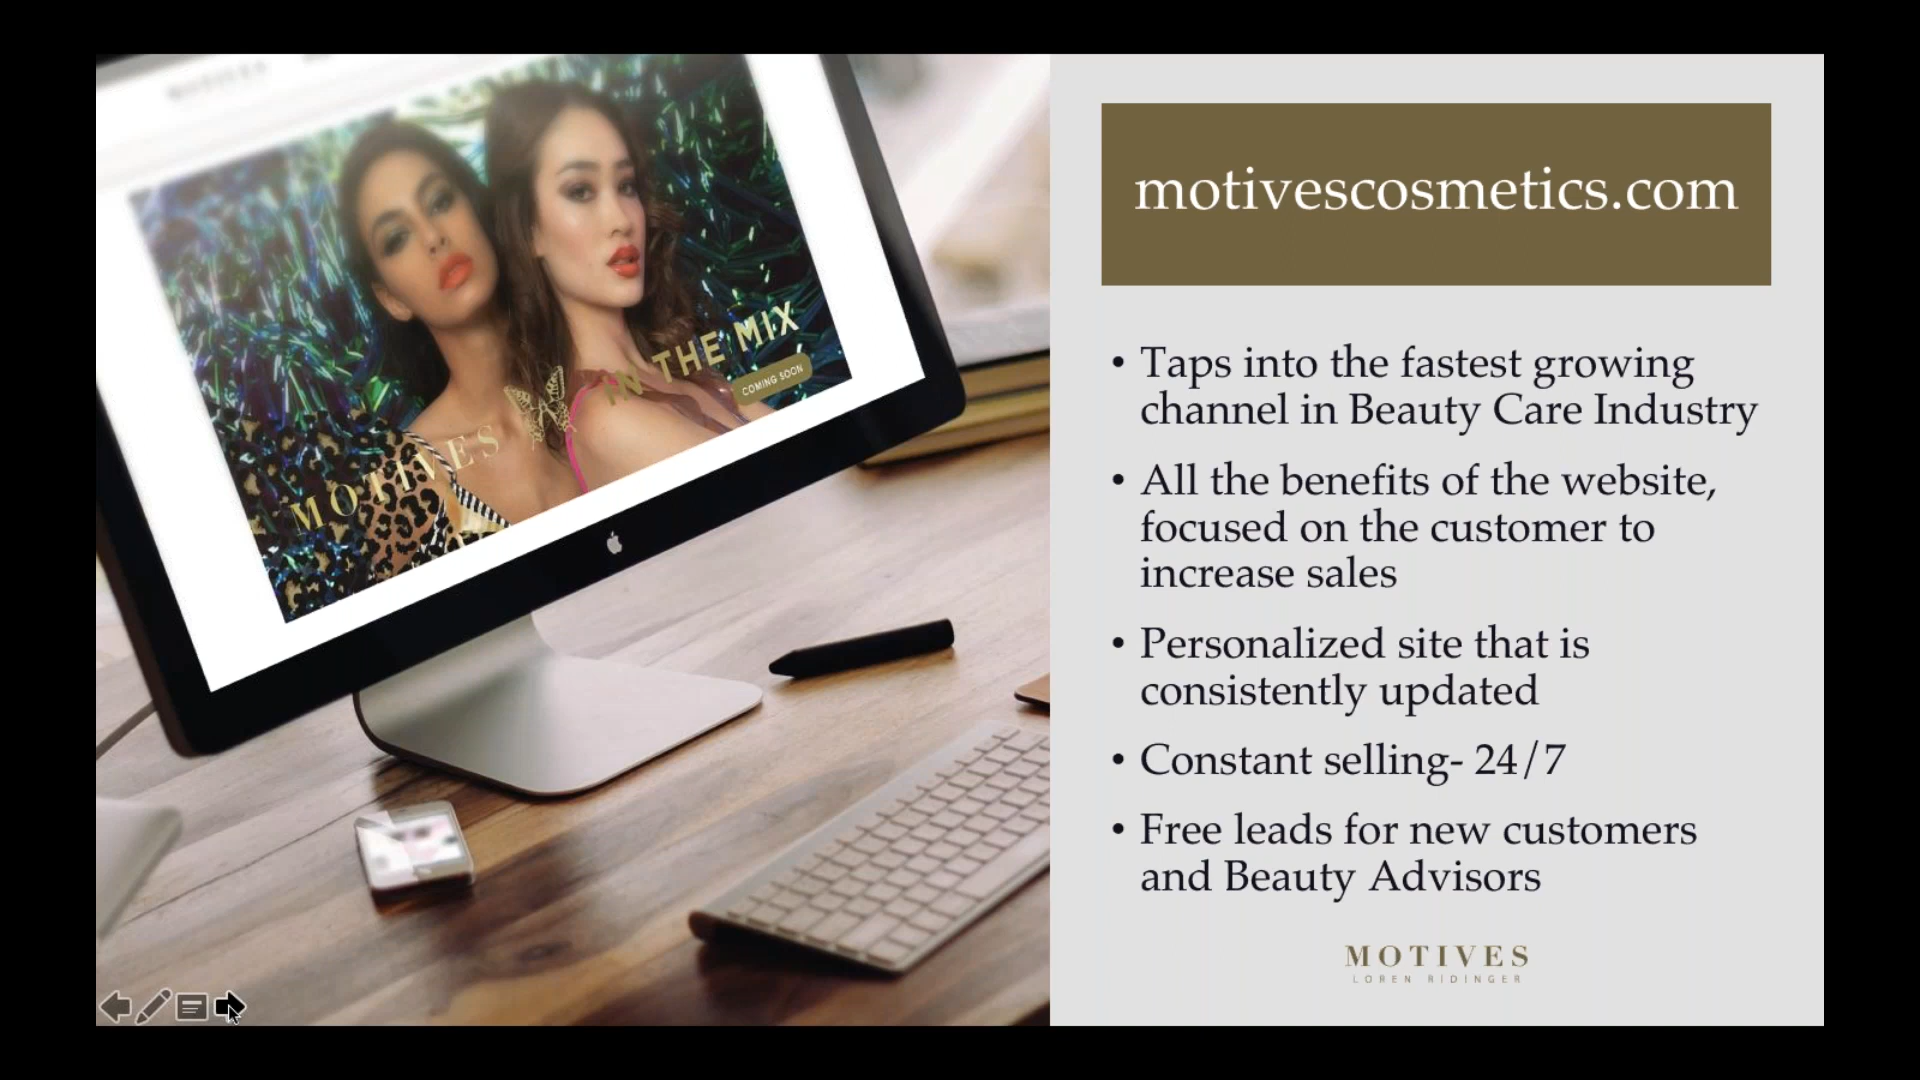 MOTIVES
IN THE MIX
COMING SOON
motivescosmetics.com
• Taps into the fastest growing
channel in Beauty Care Industry
• All the benefits of the website,
focused on the customer to
increase sales
• Personalized site that is
consistently updated
• Constant selling- 24/7
• Free leads for new customers
and Beauty Advisors
MOTIVES
LOREN RIDINGER